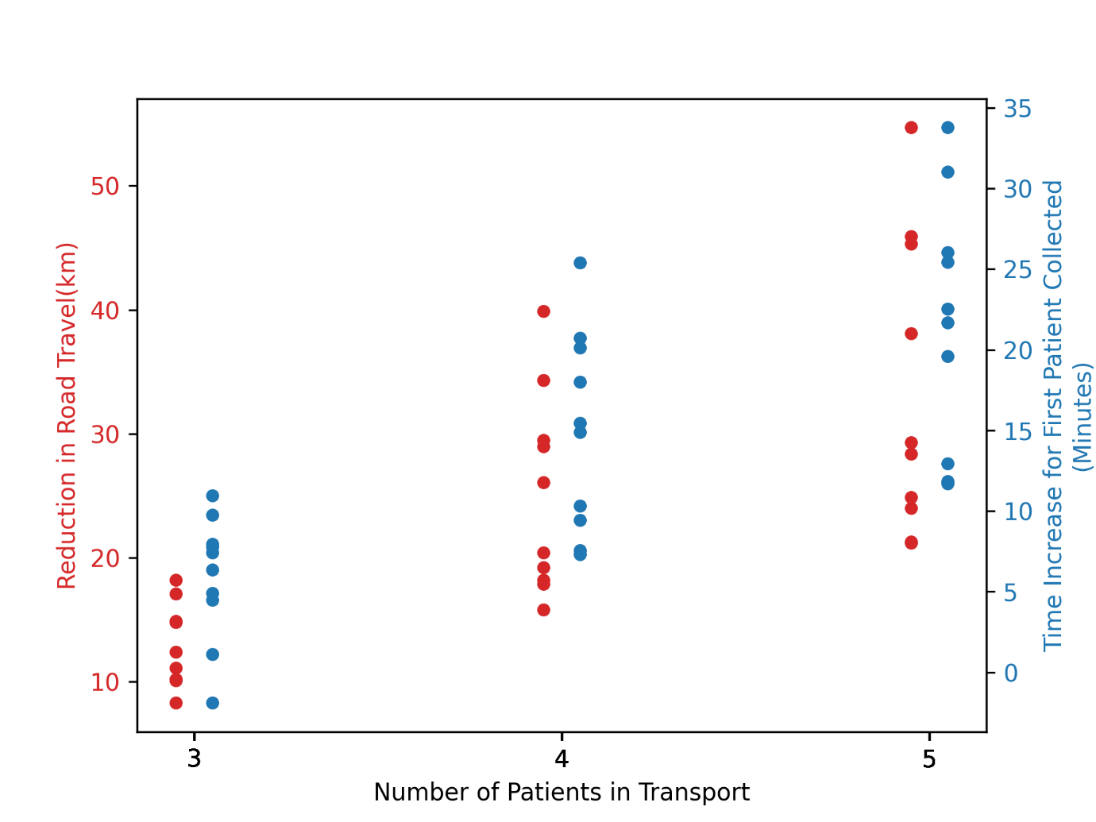 50
40
30
20
10
Reduction in Road Travel(km)
35
30
25
20
15
10
5
0
Time Increase for First Patient Collected
(Minutes)
3 4 5
Number of Patients in Transport